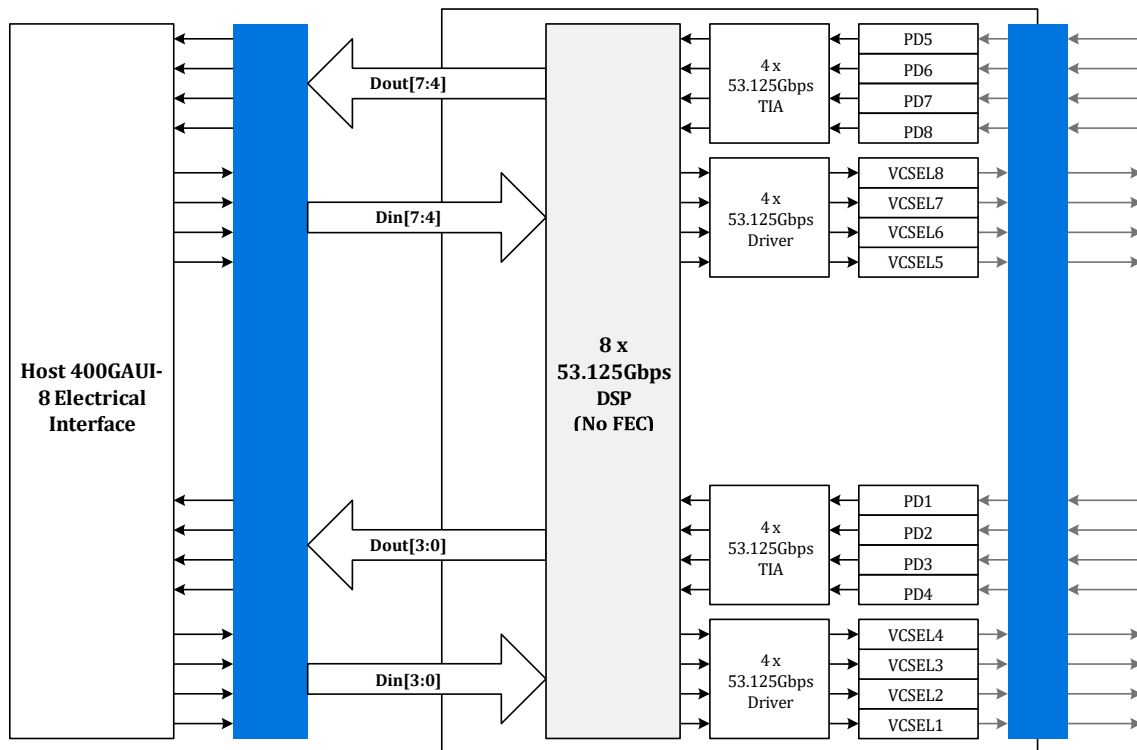 Host 400GAUI-
8 Electrical
Interface
Dout[7:4]
Din[7:4]
Dout[3:0]
Din[3:0]
8 x
53.125Gbps
DSP
(No FEC)
4 x
53.125Gbps
TIA
PD5
PD6
PD7
PD8
4 x
53.125Gbps
Driver
VCSEL8
VCSEL7
VCSEL6
VCSEL5
4 x
53.125Gbps
TIA
PD1
PD2
PD3
PD4
4 x
53.125Gbps
Driver
VCSEL4
VCSEL3
VCSEL2
VCSEL1